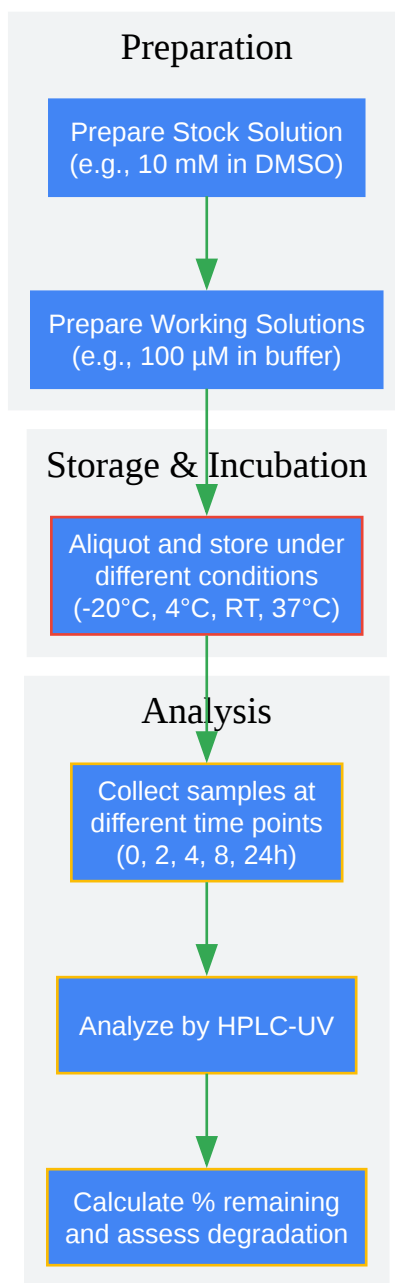 Preparation
Prepare Stock Solution
(e.g., 10 mM in DMSO)
Prepare Working Solutions
(e.g., 100 µM in buffer)
Storage & Incubation
Aliquot and store under
different conditions
(-20°C, 4°C, RT, 37°C)
Analysis
Collect samples at
different time points
(0, 2, 4, 8, 24h)
Analyze by HPLC-UV
Calculate % remaining
and assess degradation